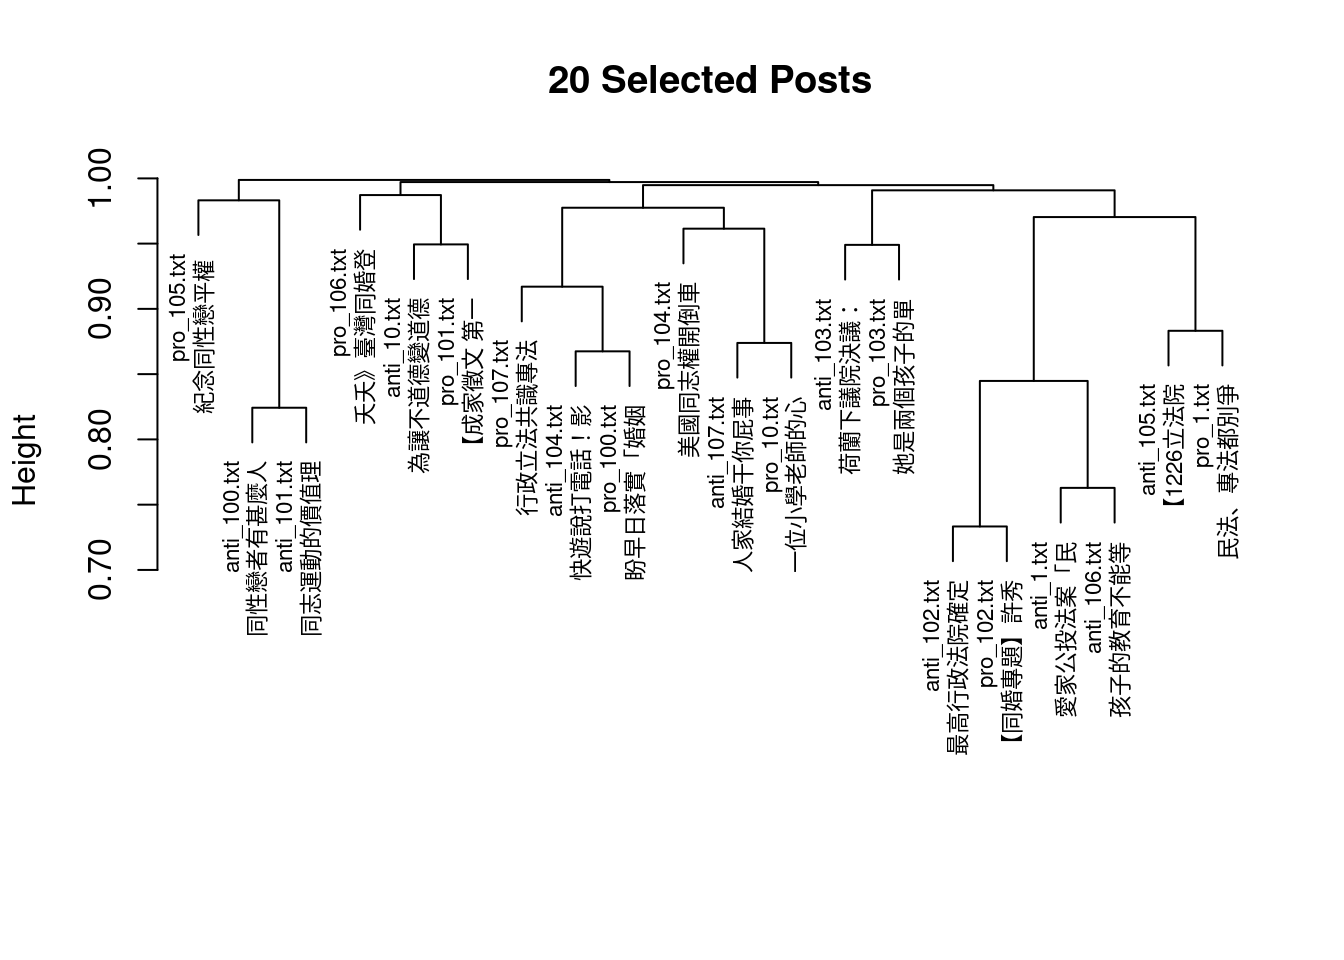 20 Selected Posts
Height
1.00
0.90
0.80
0.70
pro_105.txt
紀念同性戀平權
anti_100.txt
同性戀者有甚麼人
anti_101.txt
同志運動的價值理
pro_106.txt
天天》臺灣同婚登
anti_10.txt
為讓不道德變道德
pro_101.txt
【成家徵文 第一
pro_107.txt
行政立法共識專法
anti_104.txt
快遊說打電話！影
pro_100.txt
盼早日落實「婚姻
pro_104.txt
美國同志權開倒車
anti_107.txt
人家結婚干你屁事
pro_10.txt
一位小學老師的心
anti_103.txt
荷蘭下議院決議：
pro_103.txt
她是兩個孩子的單
anti_102.txt
最高行政法院確定
pro_102.txt
【同婚專題】 許秀
anti_1.txt
愛家公投法案「民
anti_106.txt
孩子的教育不能等
anti_105.txt
【1226立法院
pro_1.txt
民法、專法都別爭